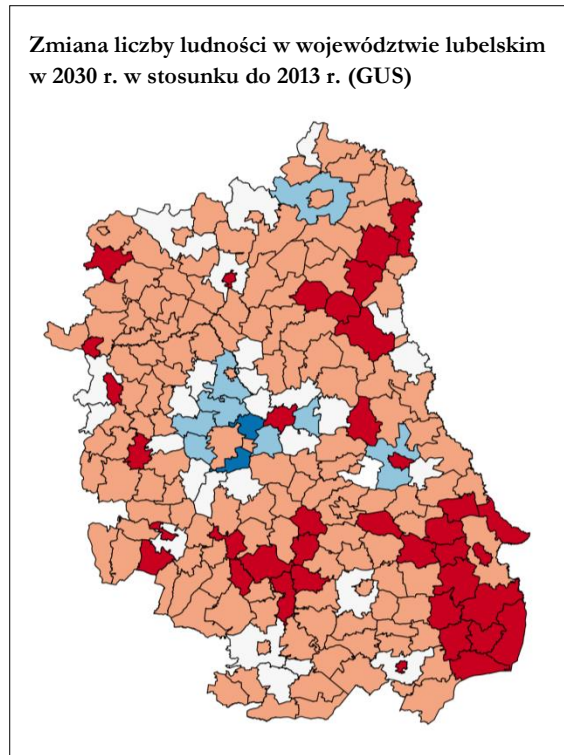 Zmiana liczby ludności w województwie lubelskim
w 2030 r. w stosunku do 2013 r. (GUS)